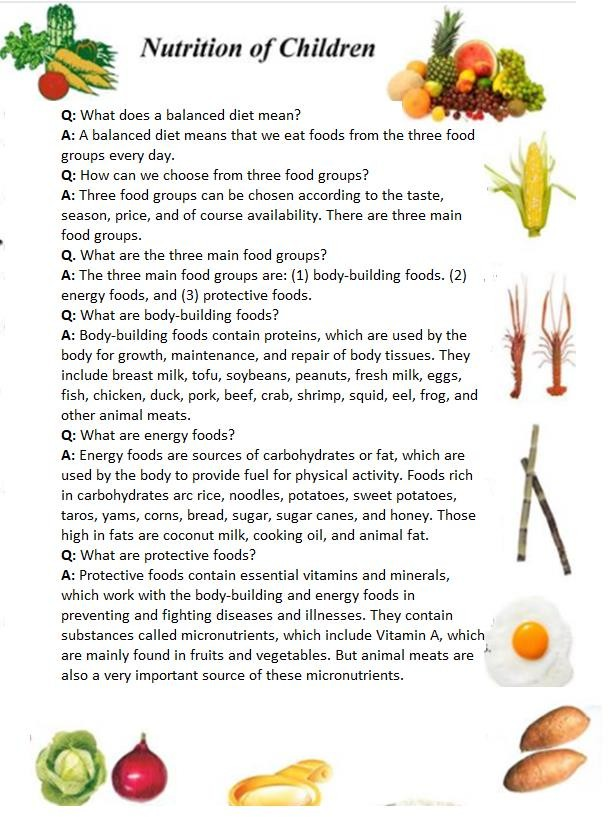 Nutrition of Children
Q: What does a balanced diet mean?
A: A balanced diet means that we eat foods from the three food
groups every day.
Q: How can we choose from three food groups?
A: Three food groups can be chosen according to the taste,
season, price, and of course availability. There are three main
food groups.
Q. What are the three main food groups?
A: The three main food groups are: (1) body-building foods. (2)
energy foods, and (3) protective foods.
Q: What are body-building foods?
A: Body-building foods contain proteins, which are used by the
body for growth, maintenance, and repair of body tissues. They
include breast milk, tofu, soybeans, peanuts, fresh milk, eggs,
fish, chicken, duck, pork, beef, crab, shrimp, squid, eel, frog, and
other animal meats.
Q: What are energy foods?
A: Energy foods are sources of carbohydrates or fat, which are
used by the body to provide fuel for physical activity. Foods rich
in carbohydrates arc rice, noodles, potatoes, sweet potatoes,
taros, yams, corns, bread, sugar, sugar canes, and honey. Those
high in fats are coconut milk, cooking oil, and animal fat.
Q: What are protective foods?
A: Protective foods contain essential vitamins and minerals,
which work with the body-building and energy foods in
preventing and fighting diseases and illnesses. They contain
substances called micronutrients, which include Vitamin A, which
are mainly found in fruits and vegetables. But animal meats are
also a very important source of these micronutrients.